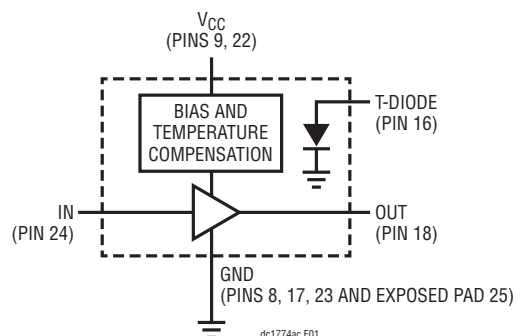 VCC
(PINS 9, 22)
BIAS AND
TEMPERATURE
COMPENSATION
T-DIODE
(PIN 16)
IN
(PIN 24)
OUT
(PIN 18)
GND
(PINS 8, 17, 23 AND EXPOSED PAD 25)
dc1774ac F01